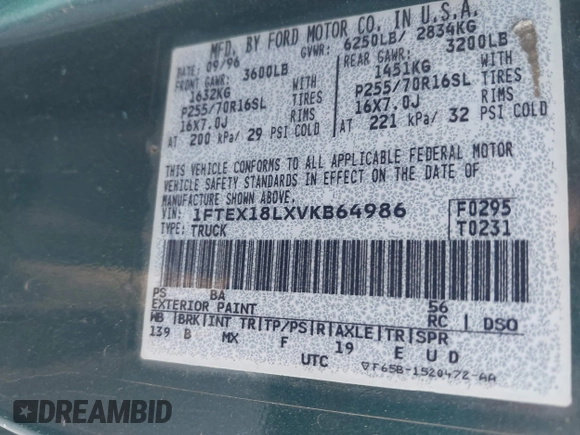 MFD. BY FORD MOTOR CO. IN U.S.A.
DATE: 09/96 GVWR: 6250LB/ 2834KG
FRONT GAWR: 3600LB REAR GAWR: 3200LB
1632KG WITH 1451KG WITH
P255/70R16SL TIRES P255/70R16SL TIRES
16X7.0J RIMS 16X7.0J RIMS
AT 200 kPa/ 29 PSI COLD AT 221 kPa/ 32 PSI COLD
THIS VEHICLE CONFORMS TO ALL APPLICABLE FEDERAL MOTOR
VEHICLE SAFETY STANDARDS IN EFFECT ON THE DATE OF
MANUFACTURE SHOWN ABOVE.
VIN: 1FTEX18LXVKB64986 F0295
TYPE: TRUCK T0231
PS BA 56
EXTERIOR PAINT RC DSO
WB BRK INT TR TP/PS R AXLE TR SPR
139 B MX F 19 E U D
UTC ▽F65B-1520472-AA
DREAMBID